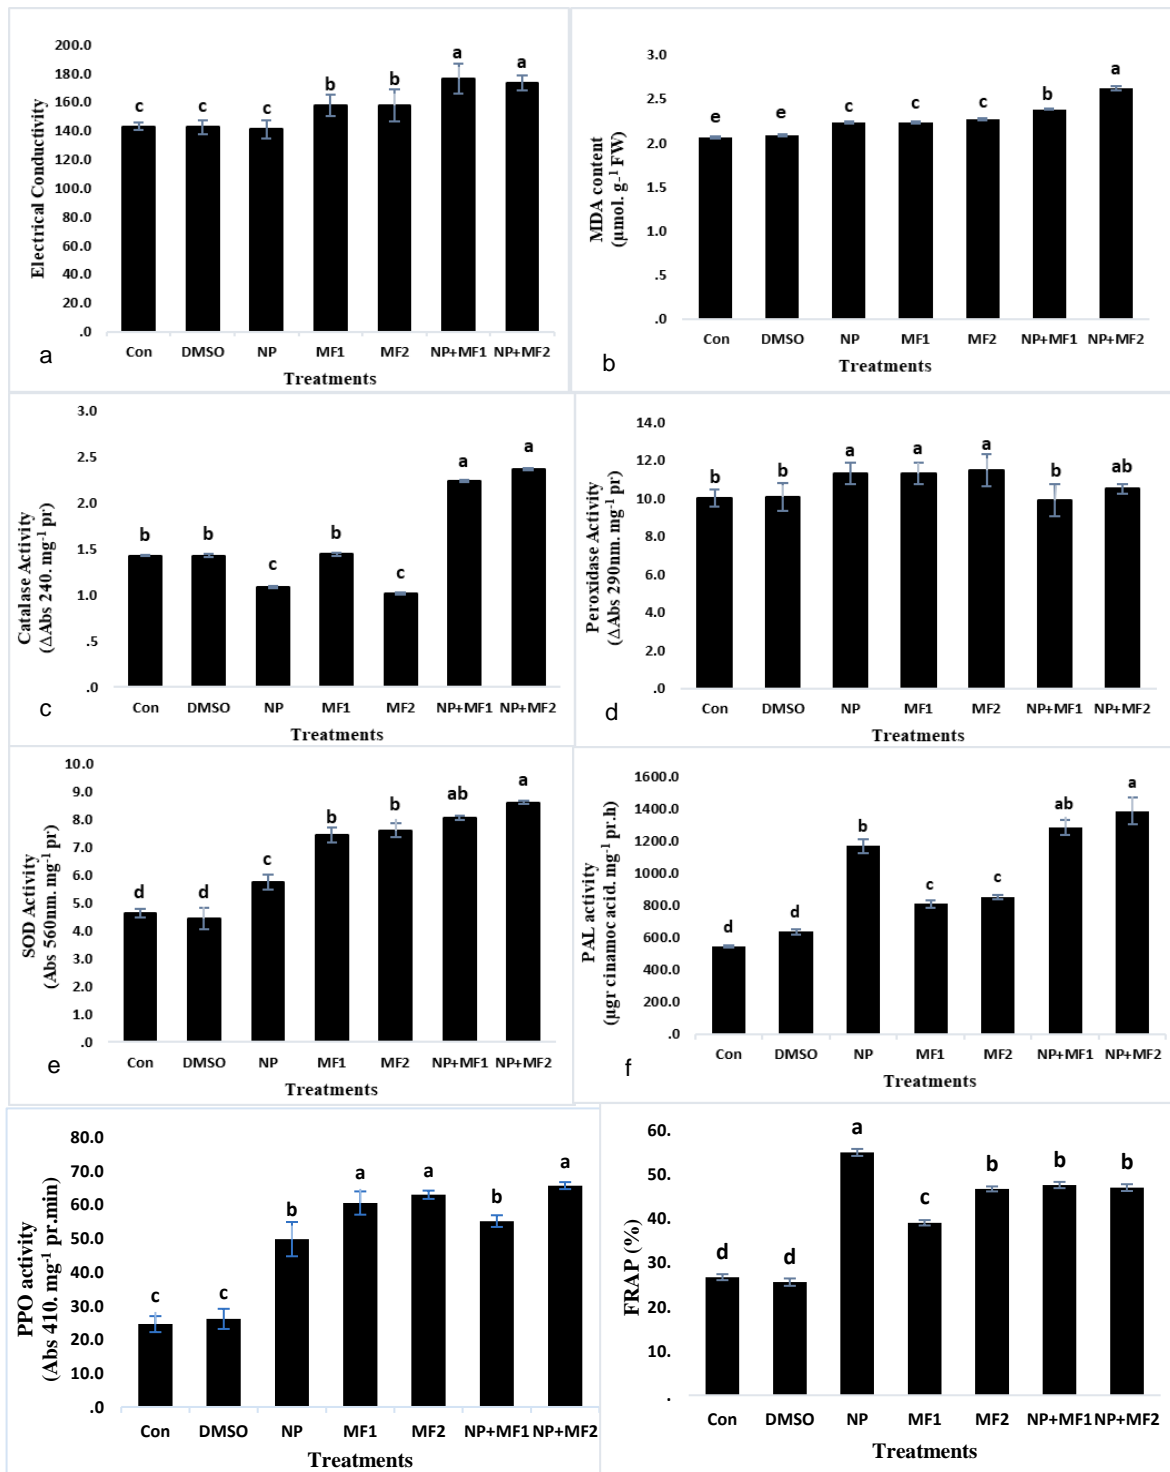 200.0
180.0
160.0
140.0
120.0
100.0
80.0
60.0
40.0
20.0
.0
Electrical Conductivity
c
c
c
b
b
a
a
Con DMSO NP MF1 MF2 NP+MF1 NP+MF2
Treatments
a
3.0
2.5
2.0
1.5
1.0
.5
.0
MDA content
(µmol. g-¹ FW)
e
e
c
c
c
b
a
Con DMSO NP MF1 MF2 NP+MF1 NP+MF2
Treatments
b
3.0
2.5
2.0
1.5
1.0
.5
.0
Catalase Activity
(ΔAbs 240. mg⁻¹ pr)
b
b
c
b
c
a
a
Con DMSO NP MF1 MF2 NP+MF1 NP+MF2
Treatments
c
14.0
12.0
10.0
8.0
6.0
4.0
2.0
.0
Peroxidase Activity
(ΔAbs 290nm. mg⁻¹ pr)
b
b
a
a
a
b
ab
Con DMSO NP MF1 MF2 NP+MF1 NP+MF2
Treatments
d
10.0
9.0
8.0
7.0
6.0
5.0
4.0
3.0
2.0
1.0
.0
SOD Activity
(Abs 560nm. mg⁻¹ pr)
d
d
c
b
b
ab
a
Con DMSO NP MF1 MF2 NP+MF1 NP+MF2
Treatments
e
1600.0
1400.0
1200.0
1000.0
800.0
600.0
400.0
200.0
.0
PAL activity
(µgr cinamoc acid. mg⁻¹ pr.h)
d
d
b
c
c
ab
a
Con DMSO NP MF1 MF2 NP+MF1 NP+MF2
Treatments
f
80.0
70.0
60.0
50.0
40.0
30.0
20.0
10.0
.0
PPO activity
(Abs 410. mg⁻¹ pr.min)
c
c
b
a
a
b
a
Con DMSO NP MF1 MF2 NP+MF1 NP+MF2
Treatments
60.
50.
40.
30.
20.
10.
.
FRAP (%)
d
d
a
c
b
b
b
Con DMSO NP MF1 MF2 NP+MF1 NP+MF2
Treatments